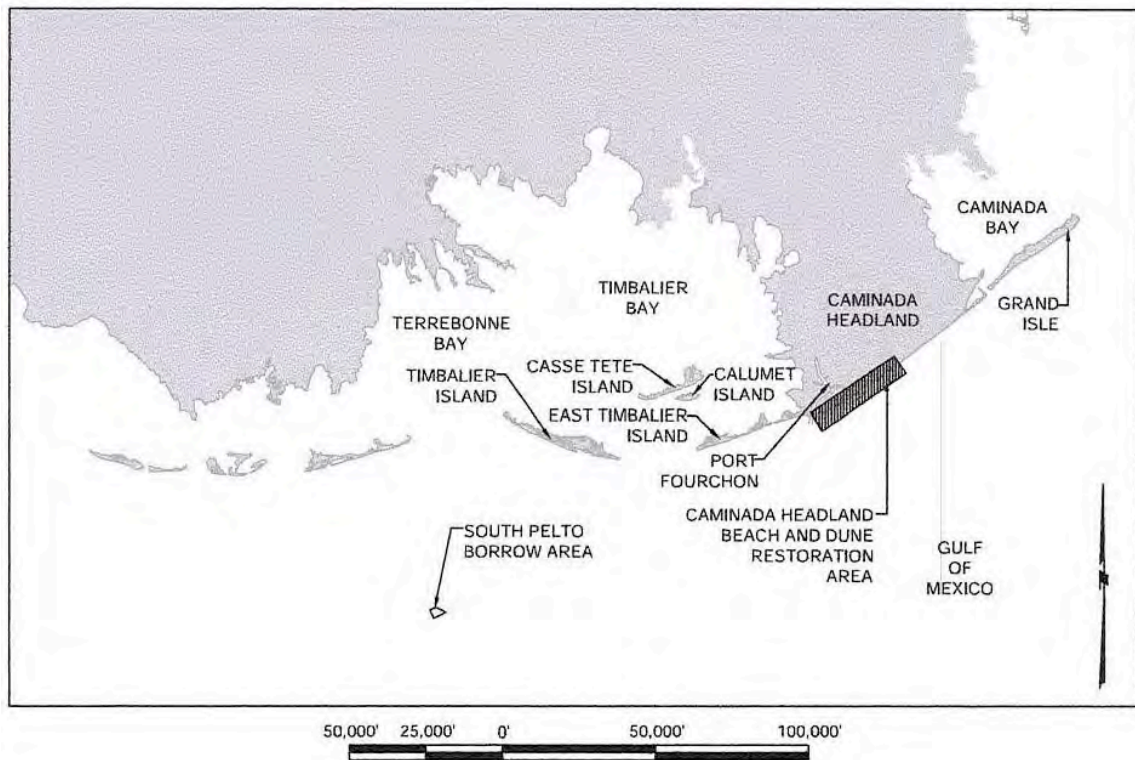 CAMINADA
BAY
GRAND
ISLE
TIMBALIER
BAY
CAMINADA
HEADLAND
TERREBONNE
BAY
TIMBALIER
ISLAND
CASSE TETE
ISLAND
CALUMET
ISLAND
EAST TIMBALIER
ISLAND
PORT
FOURCHON
CAMINADA HEADLAND
BEACH AND DUNE
RESTORATION
AREA
SOUTH PELTO
BORROW AREA
GULF
OF
MEXICO
50,000' 25,000' 0' 50,000' 100,000'